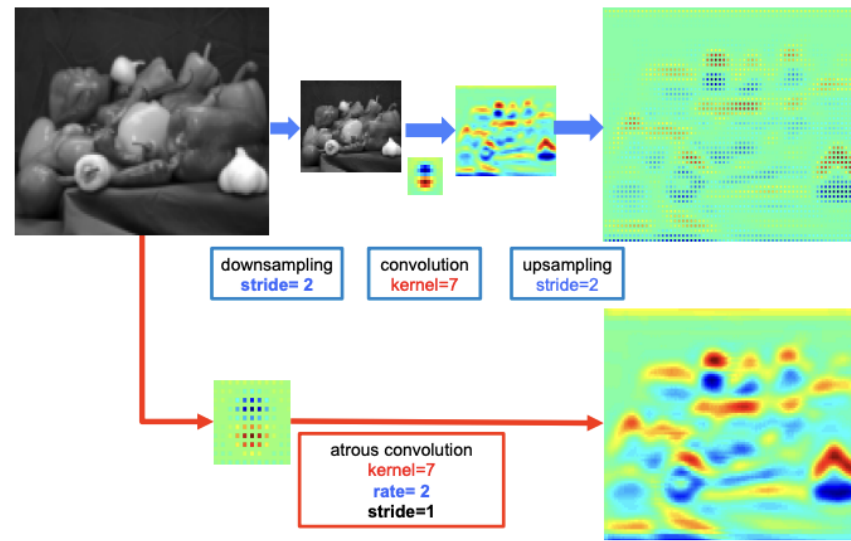 downsampling
stride= 2
convolution
kernel=7
upsampling
stride=2
atrous convolution
kernel=7
rate= 2
stride=1